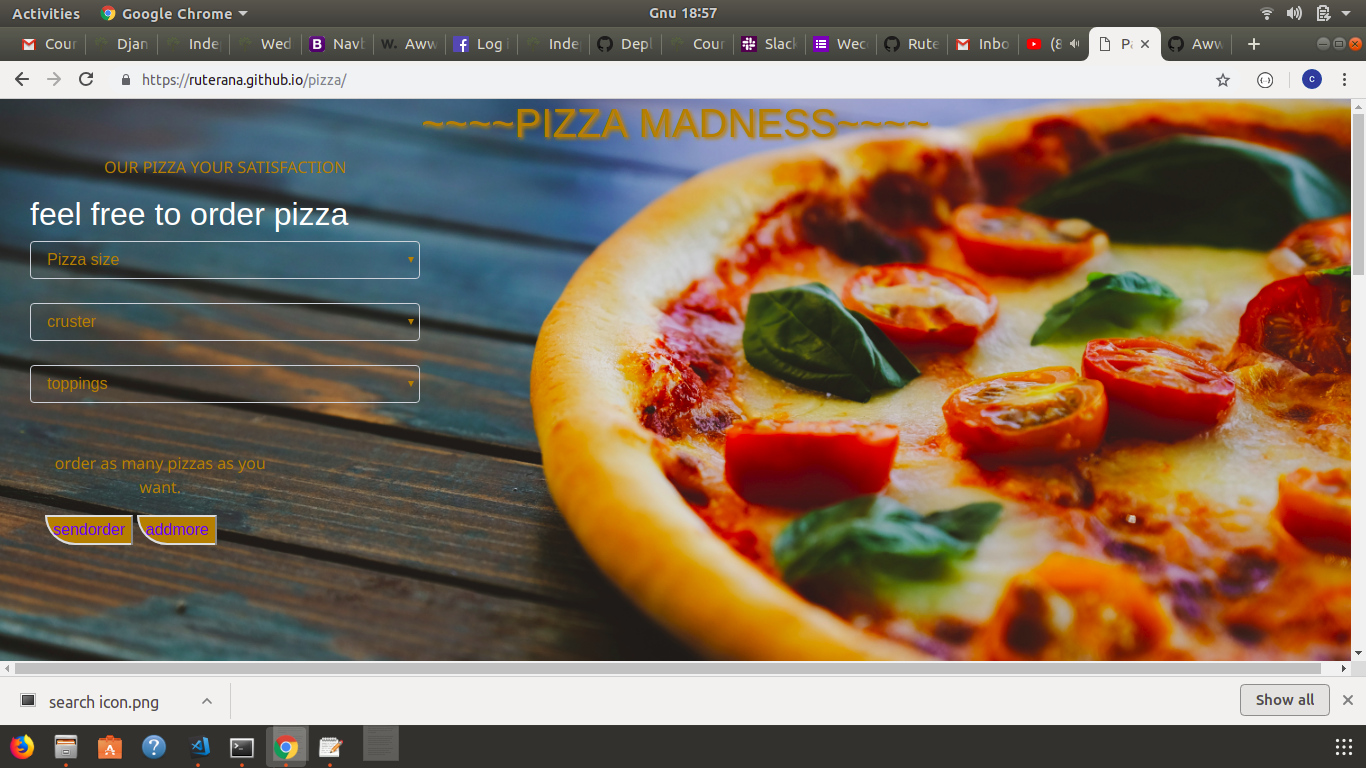 Activities Google Chrome Gnu 18:57
Cour Djan Inde Wed Navb Aww Log i Inde Depl Cour Slack Weco Rute Inbo (8 Pa Aww
https://ruterana.github.io/pizza/
~~~~PIZZA MADNESS~~~~
OUR PIZZA YOUR SATISFACTION
feel free to order pizza
Pizza size
cruster
toppings
order as many pizzas as you
want.
sendorder addmore
search icon.png Show all